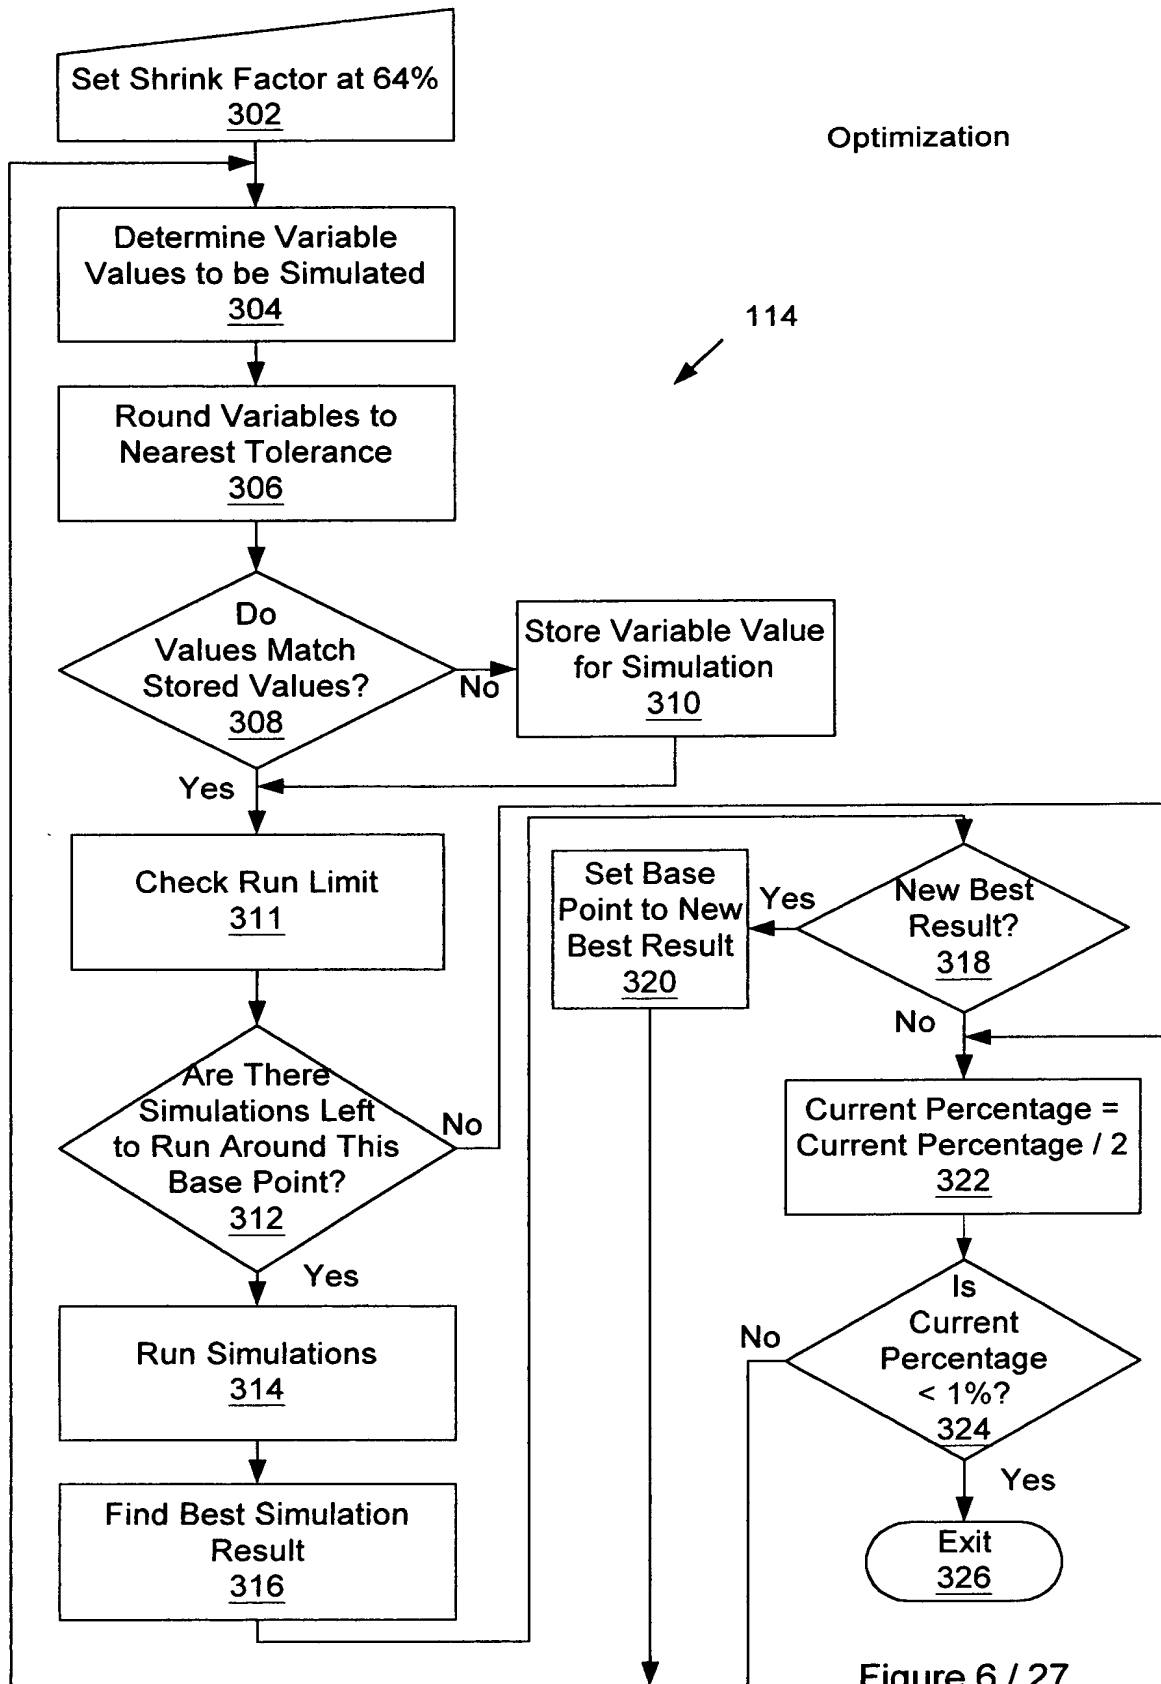 Set Shrink Factor at 64%
302
Optimization
Determine Variable
Values to be Simulated
304
114
Round Variables to
Nearest Tolerance
306
Do
Values Match
Stored Values?
308
No
Store Variable Value
for Simulation
310
Yes
Check Run Limit
311
Set Base
Point to New
Best Result
320
Yes
New Best
Result?
318
No
Are There
Simulations Left
to Run Around This
Base Point?
312
No
Yes
Current Percentage =
Current Percentage / 2
322
Run Simulations
314
Is
Current
Percentage
< 1%?
324
No
Yes
Find Best Simulation
Result
316
Exit
326
Figure 6 / 27